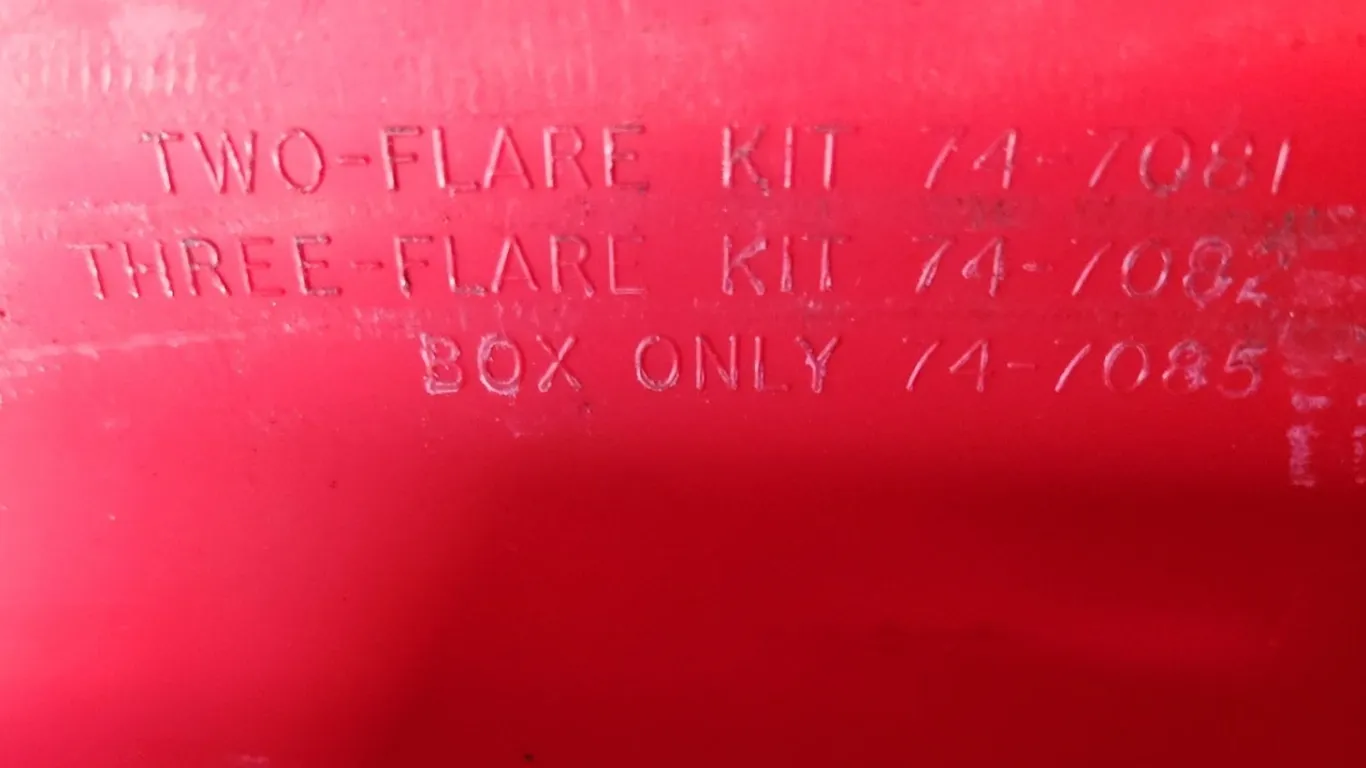 TWO-FLARE KIT 74-7081
THREE-FLARE KIT 74-7082
BOX ONLY 74-7085